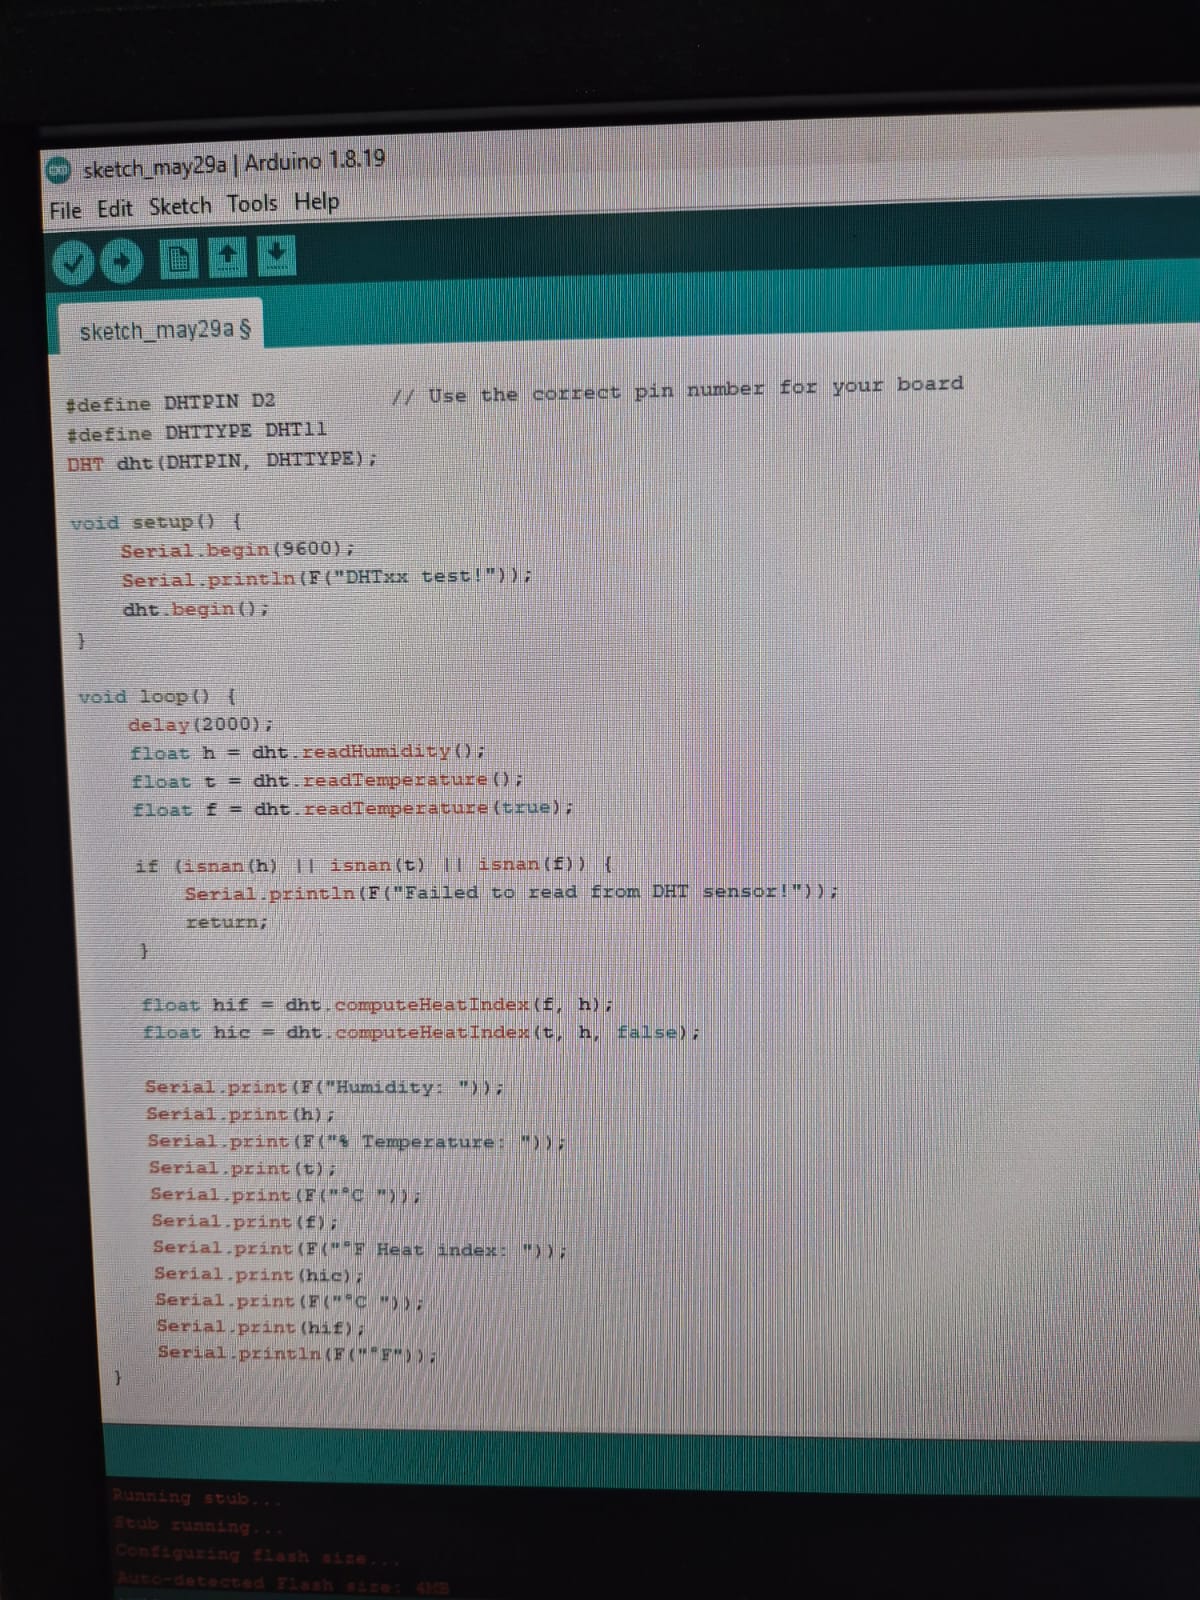 sketch_may29a | Arduino 1.8.19
File Edit Sketch Tools Help
sketch_may29a §
#define DHTPIN D2 // Use the correct pin number for your board
#define DHTTYPE DHT11
DHT dht(DHTPIN, DHTTYPE);
void setup() {
Serial.begin(9600);
Serial.println(F("DHTxx test!"));
dht.begin();
}
void loop() {
delay(2000);
float h = dht.readHumidity();
float t = dht.readTemperature();
float f = dht.readTemperature(true);
if (isnan(h) || isnan(t) || isnan(f)) {
Serial.println(F("Failed to read from DHT sensor!"));
return;
}
float hif = dht.computeHeatIndex(f, h);
float hic = dht.computeHeatIndex(t, h, false);
Serial.print(F("Humidity: "));
Serial.print(h);
Serial.print(F("% Temperature: "));
Serial.print(t);
Serial.print(F("°C "));
Serial.print(f);
Serial.print(F("°F Heat index: "));
Serial.print(hic);
Serial.print(F("°C "));
Serial.print(hif);
Serial.println(F("°F"));
}
Running stub...
Stub running...
Configuring flash size...
Auto-detected Flash size: 4MB